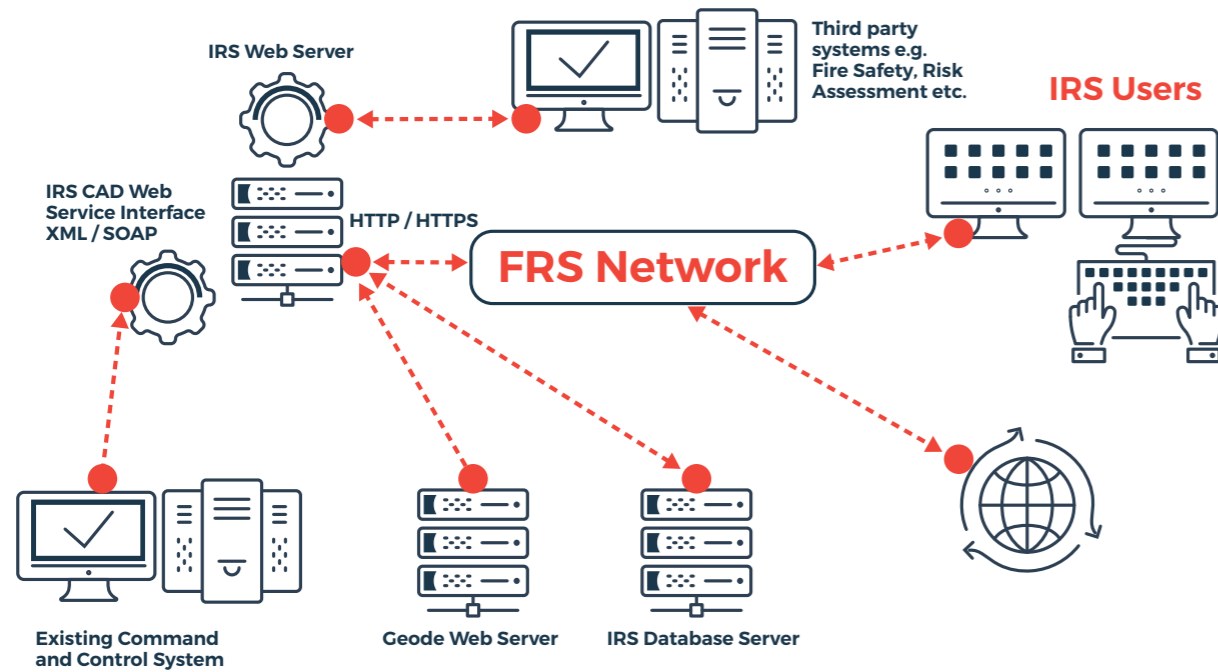 Third party
systems e.g.
Fire Safety, Risk
Assessment etc.
IRS Web Server
IRS Users
IRS CAD Web
Service Interface
XML / SOAP
HTTP / HTTPS
FRS Network
Existing Command
and Control System
Geode Web Server
IRS Database Server